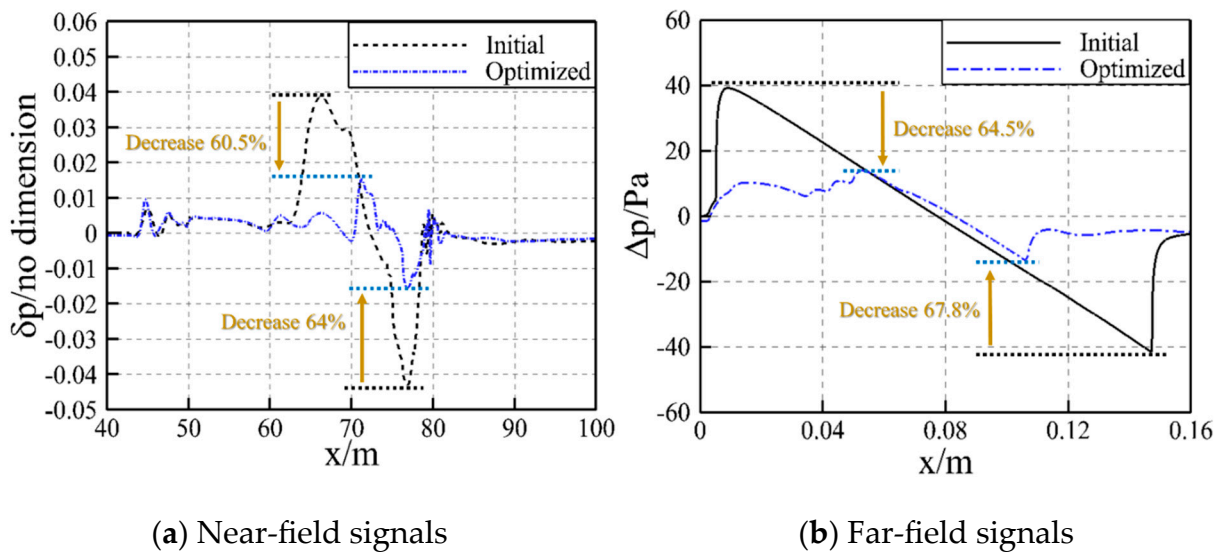 0.06
0.05
0.04
0.03
0.02
0.01
0
-0.01
-0.02
-0.03
-0.04
-0.05
δp/no dimension
Initial
Optimized
Decrease 60.5%
Decrease 64%
40 50 60 70 80 90 100
x/m
(a) Near-field signals
60
40
20
0
-20
-40
-60
Δp/Pa
Initial
Optimized
Decrease 64.5%
Decrease 67.8%
0 0.04 0.08 0.12 0.16
x/m
(b) Far-field signals